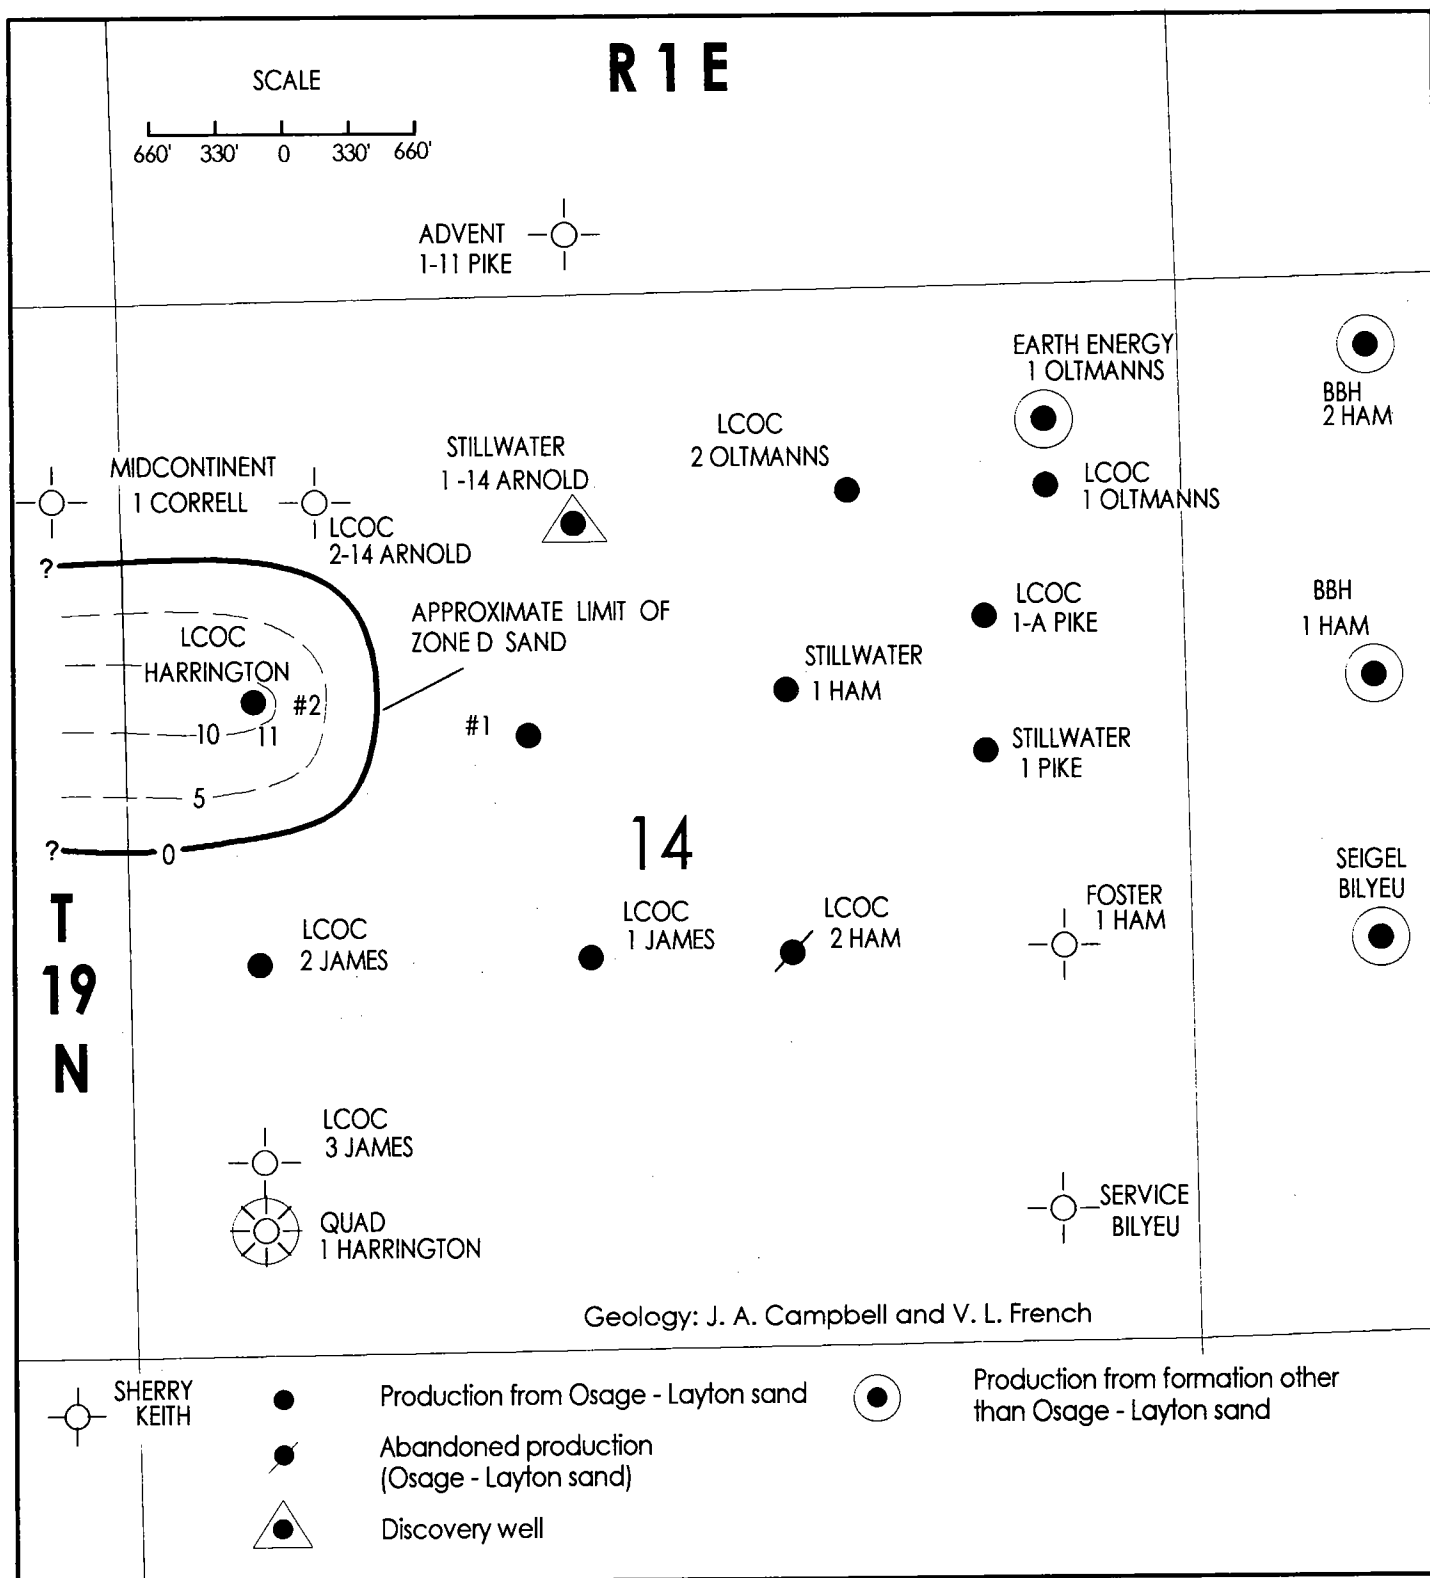 R 1 E
SCALE
660' 330' 0 330' 660'
ADVENT
1-11 PIKE
EARTH ENERGY
1 OLTMANNS
BBH
2 HAM
LCOC
2 OLTMANNS
STILLWATER
1 -14 ARNOLD
MIDCONTINENT
1 CORRELL
LCOC
1 OLTMANNS
LCOC
2-14 ARNOLD
?
APPROXIMATE LIMIT OF
ZONE D SAND
LCOC
1-A PIKE
BBH
1 HAM
LCOC
HARRINGTON
#2
STILLWATER
1 HAM
#1
10
11
STILLWATER
1 PIKE
5
?
0
14
SEIGEL
BILYEU
T
19
N
LCOC
2 JAMES
LCOC
1 JAMES
LCOC
2 HAM
FOSTER
1 HAM
LCOC
3 JAMES
QUAD
1 HARRINGTON
SERVICE
BILYEU
Geology: J. A. Campbell and V. L. French
SHERRY
KEITH
Production from Osage - Layton sand
Production from formation other
than Osage - Layton sand
Abandoned production
(Osage - Layton sand)
Discovery well